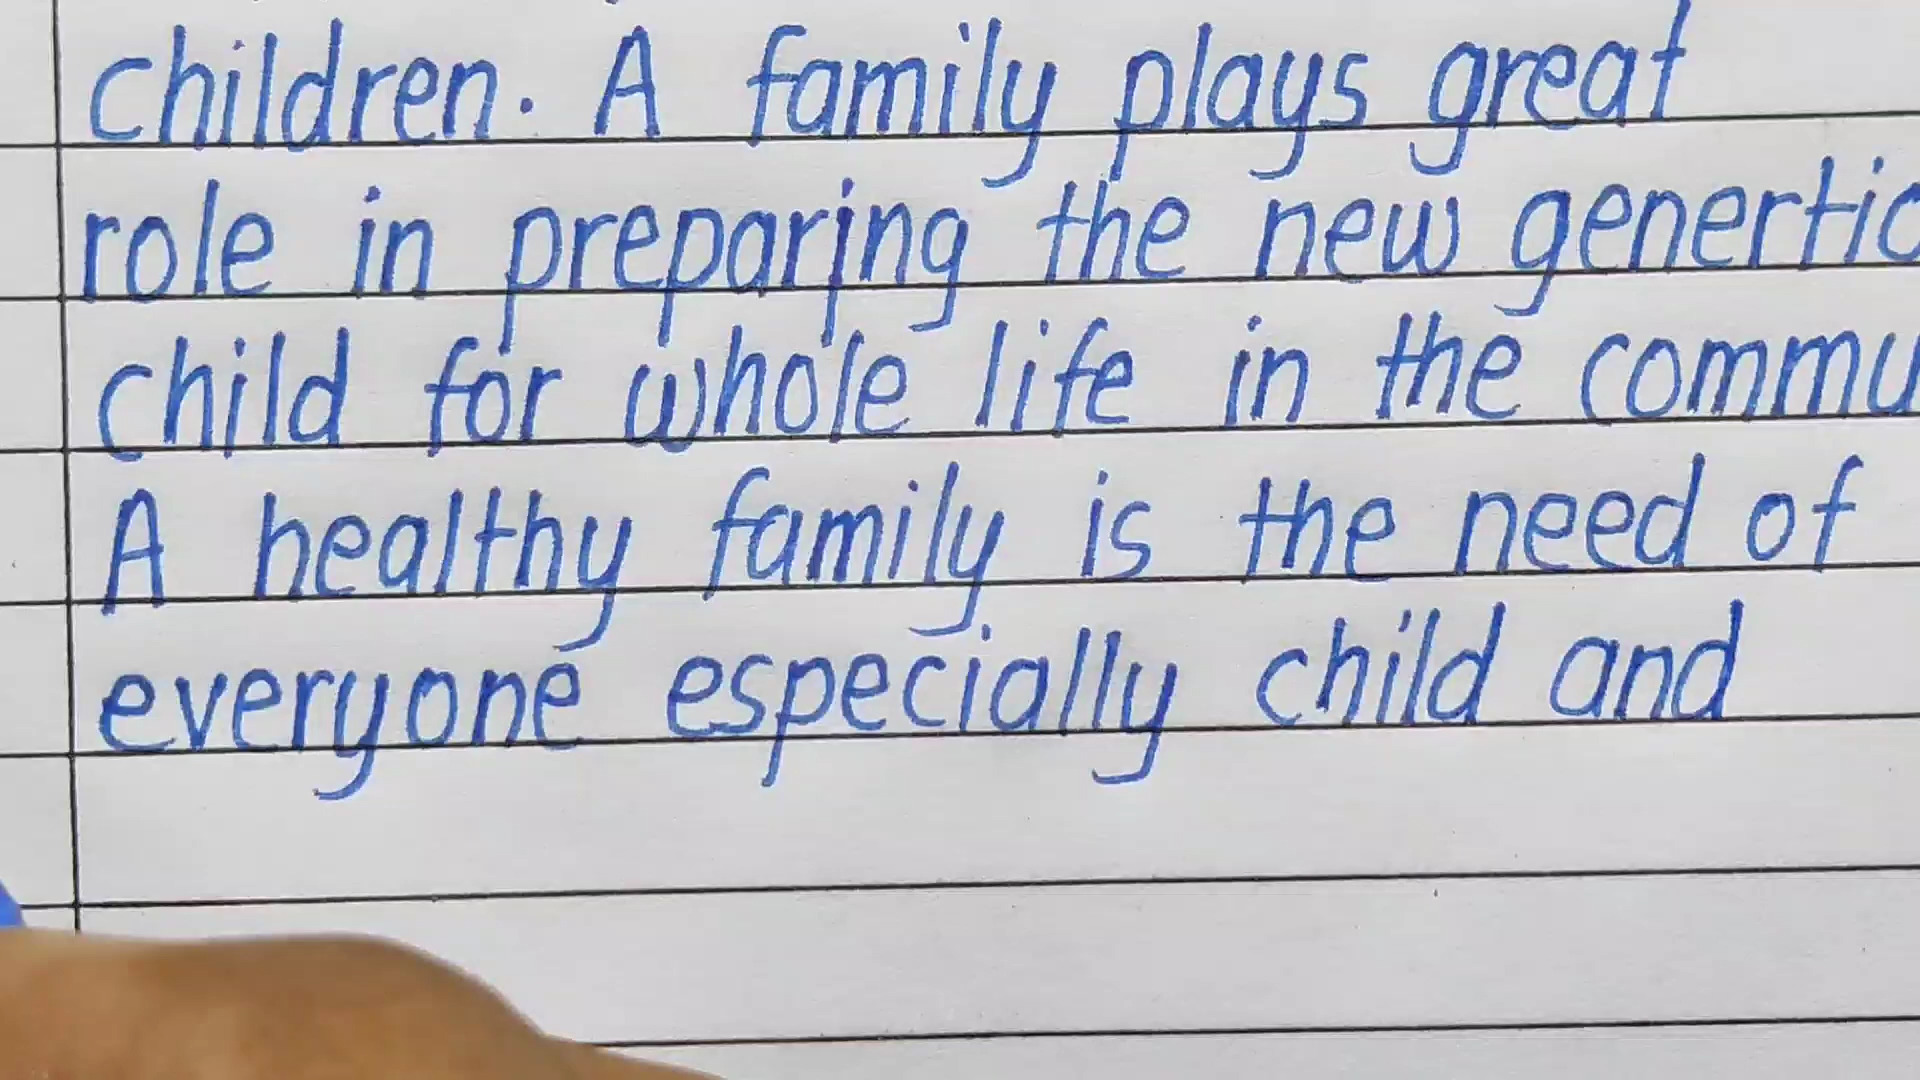 children. A family plays great
role in preparing the new genertio
child for whole life in the commu
A healthy family is the need of
everyone especially child and